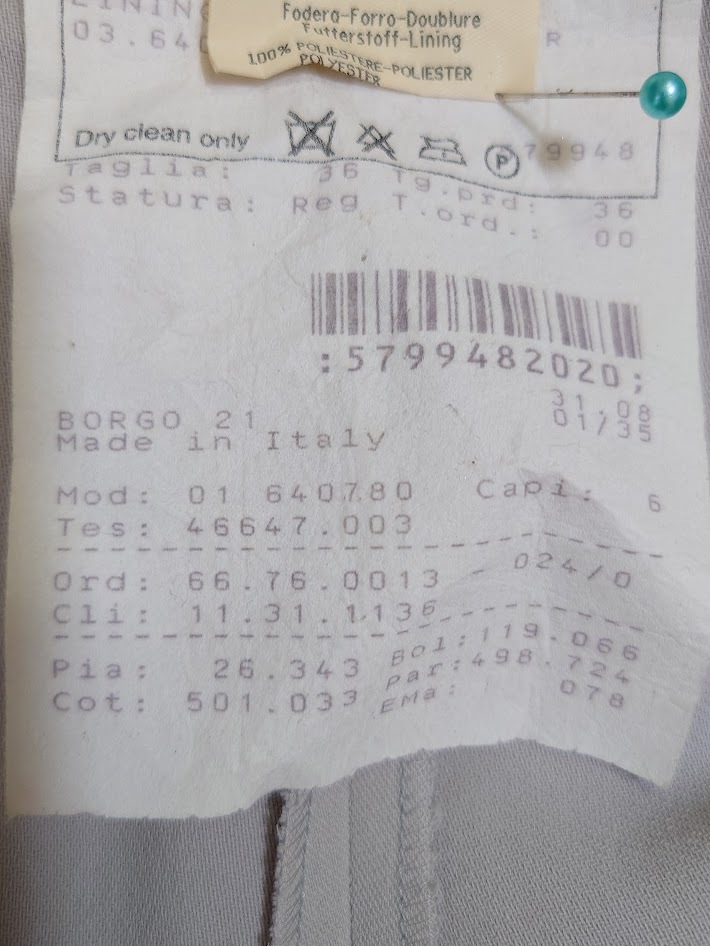 LINING
03.640
R
Fodera-Forro-Doublure
Futterstoff-Lining
100% POLIESTERE-POLIESTER
POLYESTER
Dry clean only P 79948
Taglia: 36 Tg.prd: 36
Statura: Reg T.ord.: 00
:5799482020;
31.08
01/35
BORGO 21
Made in Italy
Mod: 01 640780 Capi: 6
Tes: 46647.003
Ord: 66.76.0013 - 024/0
Cli: 11.31.1136
Pia: 26.343 Bol:119.066
Cot: 501.033 Par:498.724
EMa: 078